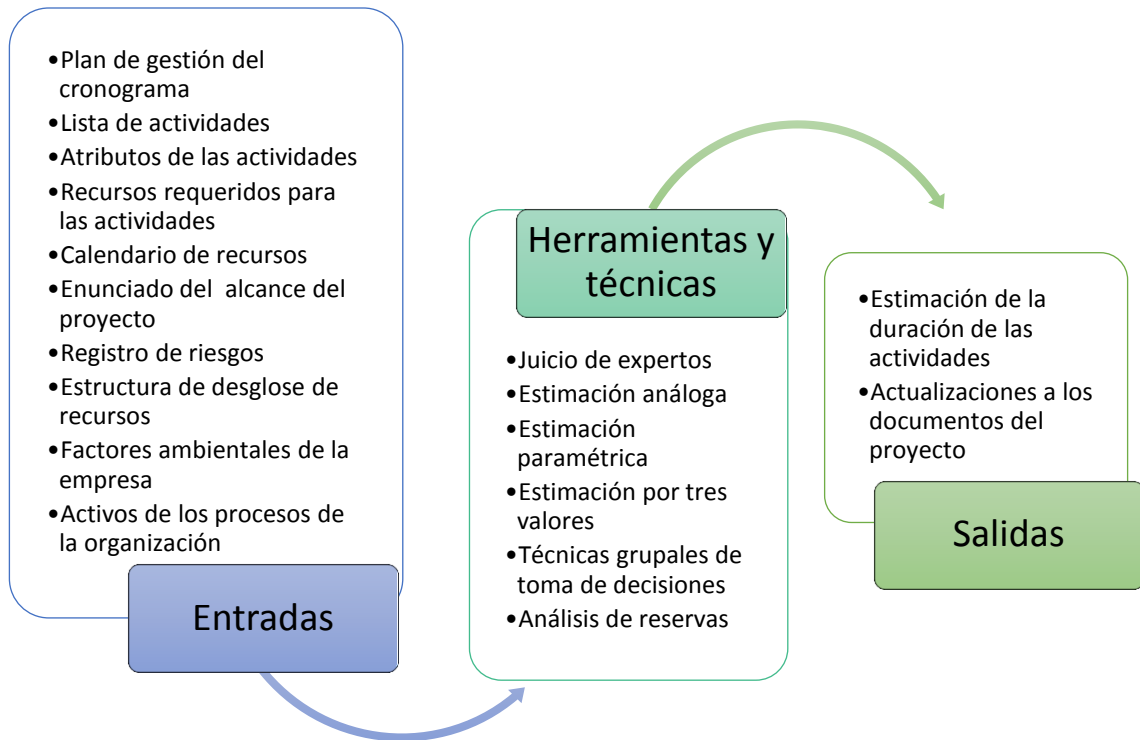 •Plan de gestión del
cronograma
•Lista de actividades
•Atributos de las actividades
•Recursos requeridos para
las actividades
•Calendario de recursos
•Enunciado del  alcance del
proyecto
•Registro de riesgos
•Estructura de desglose de
recursos
•Factores ambientales de la
empresa
•Activos de los procesos de
la organización
Entradas
Herramientas y
técnicas
•Juicio de expertos
•Estimación análoga
•Estimación
paramétrica
•Estimación por tres
valores
•Técnicas grupales de
toma de decisiones
•Análisis de reservas
•Estimación de la
duración de las
actividades
•Actualizaciones a los
documentos del
proyecto
Salidas